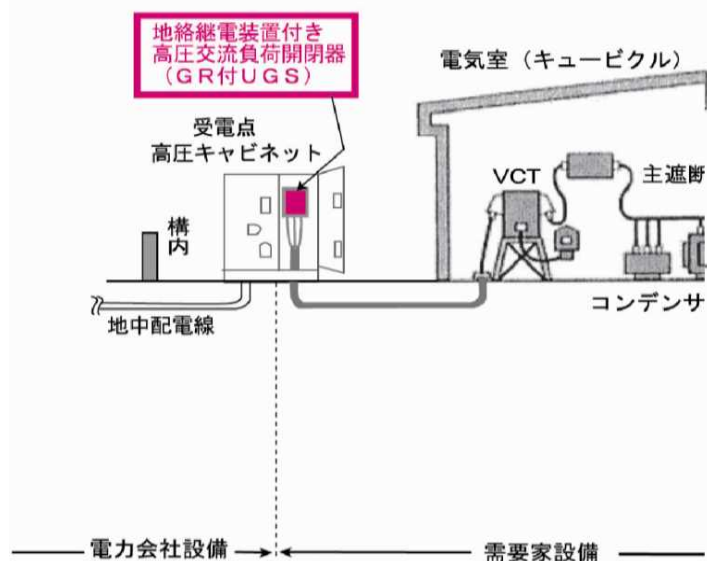 地絡継電装置付き
高圧交流負荷開閉器
（GR付UGS）
電気室（キュービクル）
受電点
高圧キャビネット
VCT
主遮断
構内
コンデンサ
地中配電線
電力会社設備
需要家設備